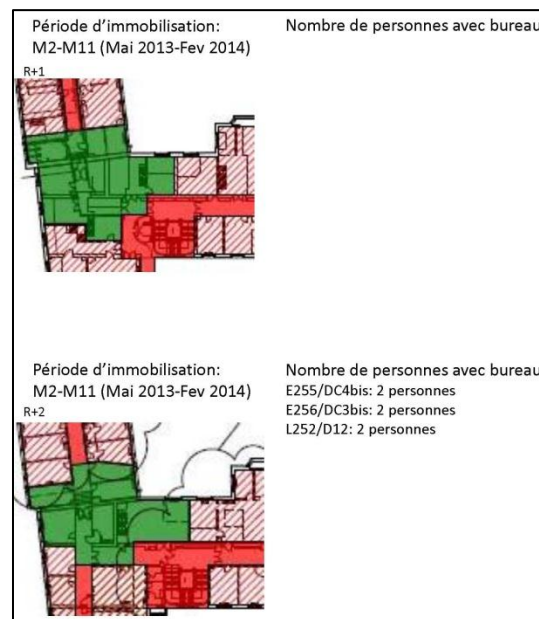 Période d'immobilisation:
M2-M11 (Mai 2013-Fev 2014)
R+1
Nombre de personnes avec bureau
Période d'immobilisation:
M2-M11 (Mai 2013-Fev 2014)
R+2
Nombre de personnes avec bureau
E255/DC4bis: 2 personnes
E256/DC3bis: 2 personnes
L252/D12: 2 personnes